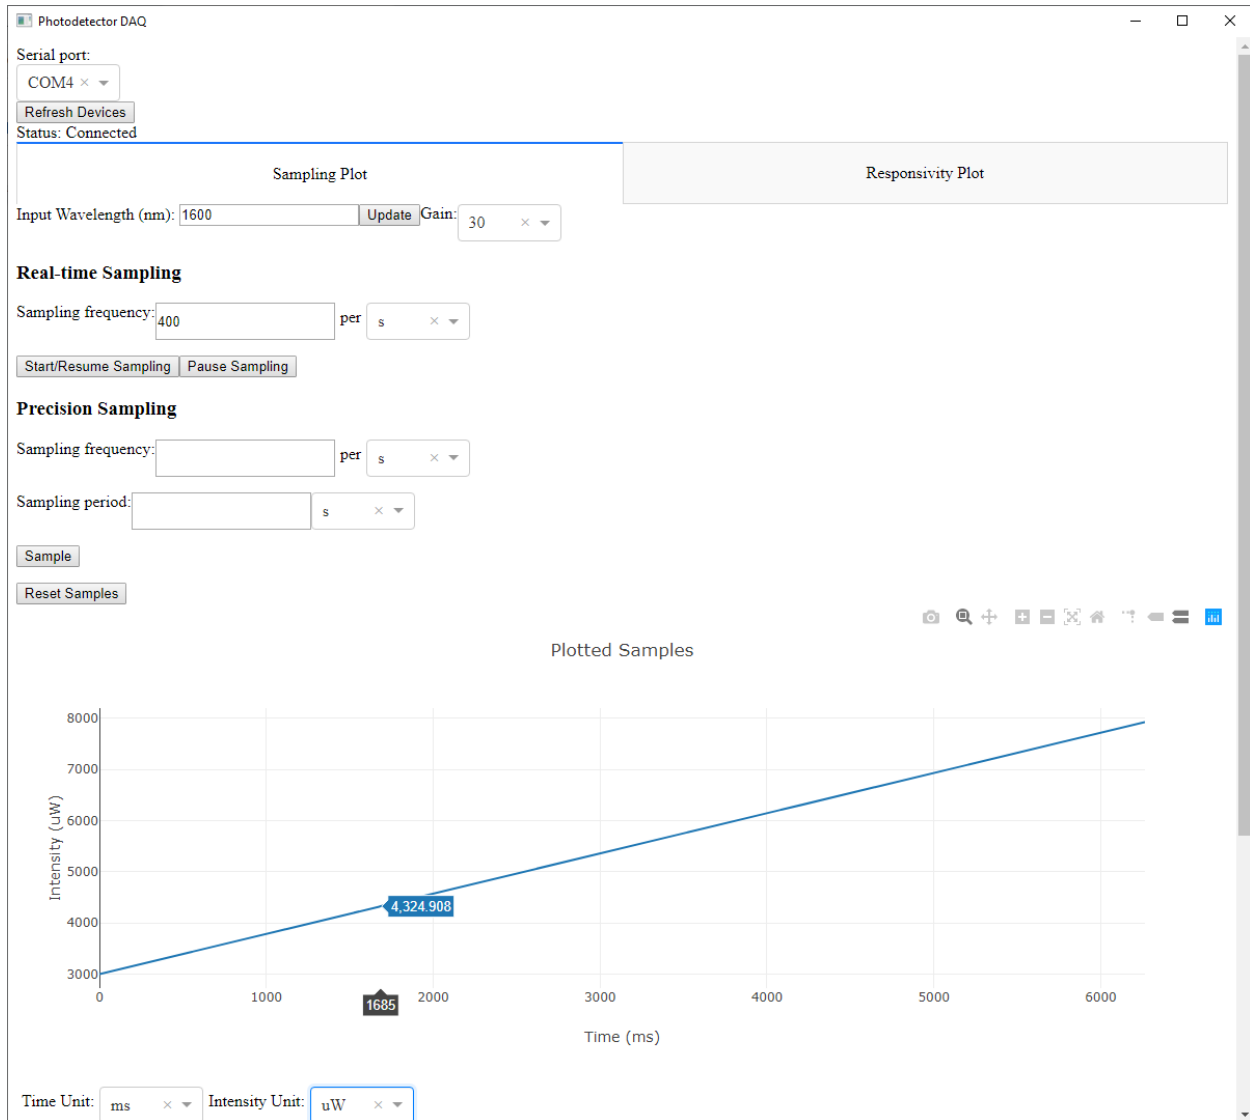 Photodetector DAQ
Serial port:
COM4
Refresh Devices
Status: Connected
Sampling Plot
Responsivity Plot
Input Wavelength (nm): 1600 Update Gain: 30
Real-time Sampling
Sampling frequency: 400 per s
Start/Resume Sampling Pause Sampling
Precision Sampling
Sampling frequency: per s
Sampling period: s
Sample
Reset Samples
Plotted Samples
8000
7000
6000
5000
4000
3000
Intensity (uW)
4,324.908
0 1000 2000 3000 4000 5000 6000
1685
Time (ms)
Time Unit: ms Intensity Unit: uW